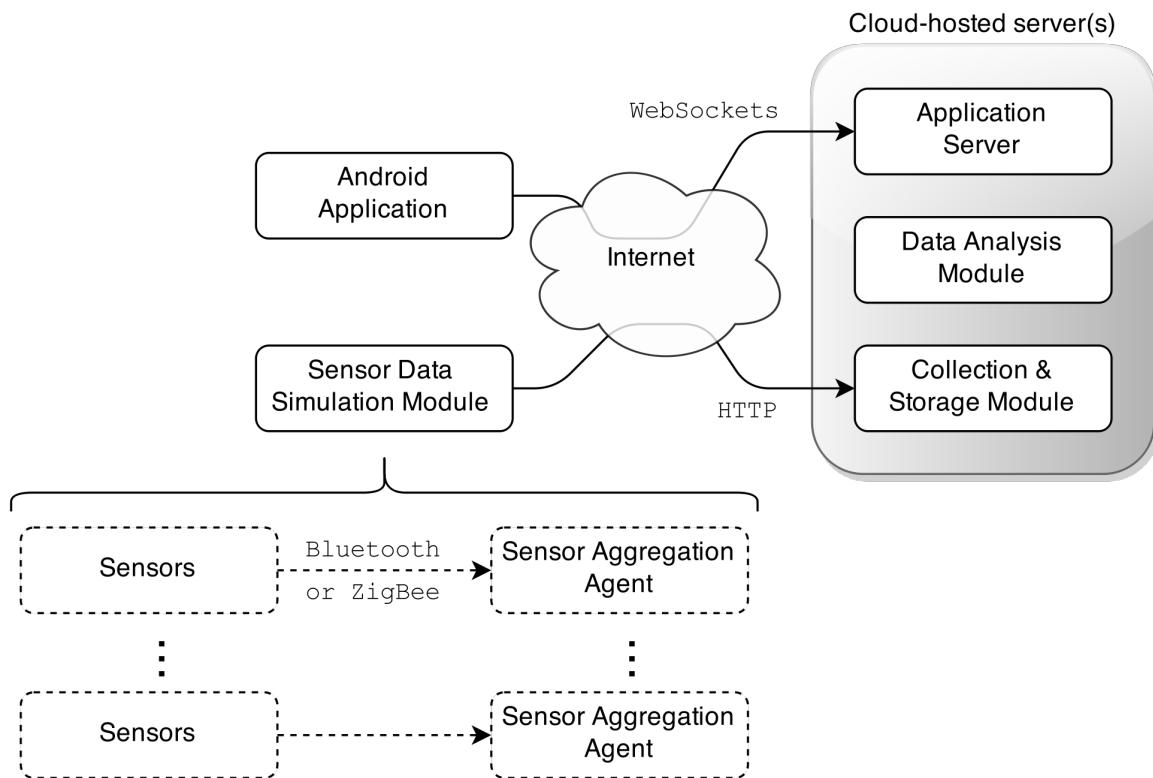 Cloud-hosted server(s)
WebSockets
Application
Server
Android
Application
Internet
Data Analysis
Module
Sensor Data
Simulation Module
Collection &
Storage Module
HTTP
Sensors
Bluetooth
or ZigBee
Sensor Aggregation
Agent
Sensors
Sensor Aggregation
Agent